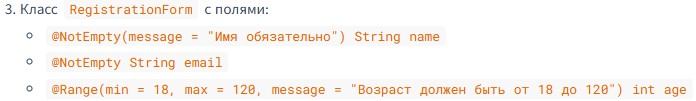 3. Класс RegistrationForm с полями:
@NotEmpty(message = "Имя обязательно") String name
@NotEmpty String email
@Range(min = 18, max = 120, message = "Возраст должен быть от 18 до 120") int age